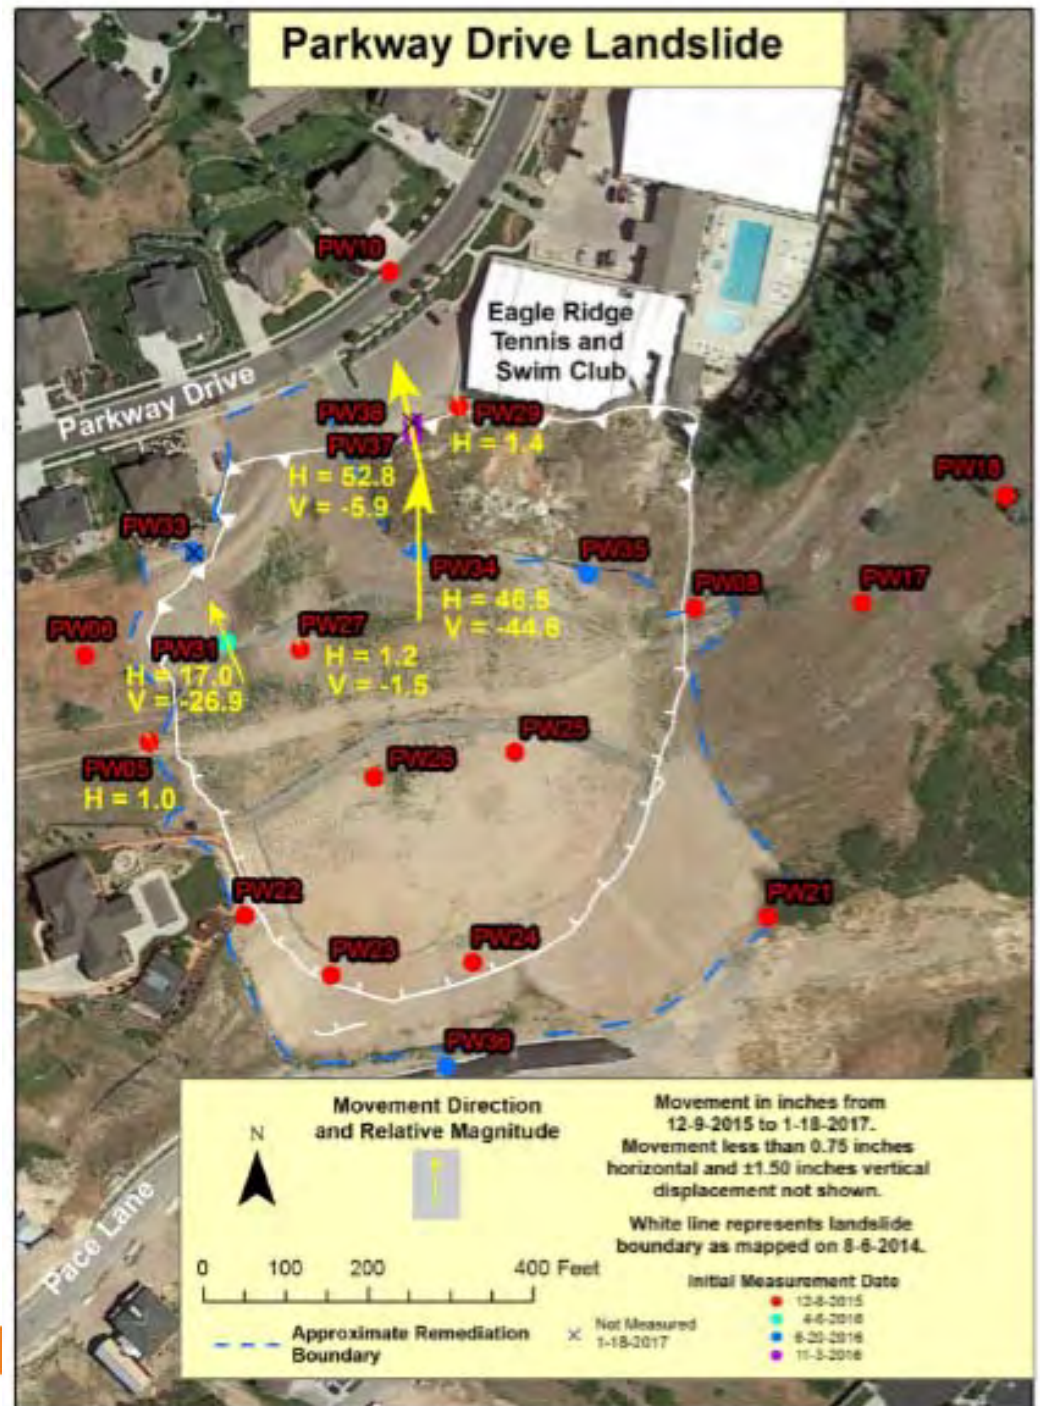 Parkway Drive Landslide
PW10
Eagle Ridge
Tennis and
Swim Club
Parkway Drive
PW38
PW29
H = 1.4
PW37
H = 52.8
V = -5.9
PW18
PW33
PW34
H = 46.5
V = -44.8
PW35
PW08
PW17
PW06
PW31
H = 17.0
V = -26.9
PW27
H = 1.2
V = -1.5
PW05
H = 1.0
PW25
PW26
PW22
PW21
PW23
PW24
PW36
Pace Lane
Movement Direction
and Relative Magnitude
N
0 100 200 400 Feet
Approximate Remediation
Boundary
Movement in inches from
12-9-2015 to 1-18-2017.
Movement less than 0.75 inches
horizontal and ±1.50 inches vertical
displacement not shown.
White line represents landslide
boundary as mapped on 8-6-2014.
Not Measured
1-18-2017
Initial Measurement Date
11-3-2016